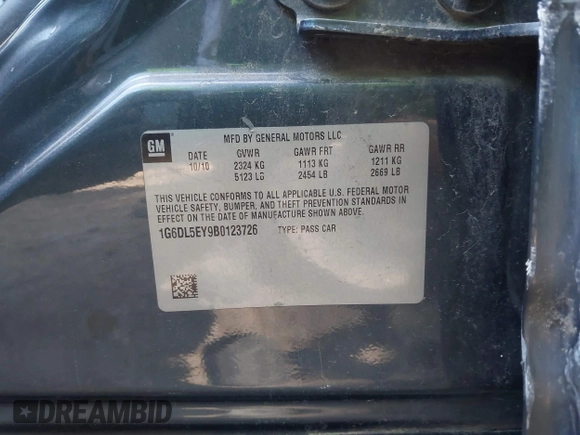 GM
MFD BY GENERAL MOTORS LLC
DATE GVWR GAWR FRT GAWR RR
10/10 2324 KG 1113 KG 1211 KG
5123 LB 2454 LB 2669 LB
THIS VEHICLE CONFORMS TO ALL APPLICABLE U.S. FEDERAL MOTOR
VEHICLE SAFETY, BUMPER, AND THEFT PREVENTION STANDARDS IN
EFFECT ON THE DATE OF MANUFACTURE SHOWN ABOVE.
1G6DL5EY9B0123726 TYPE: PASS CAR
DREAMBID